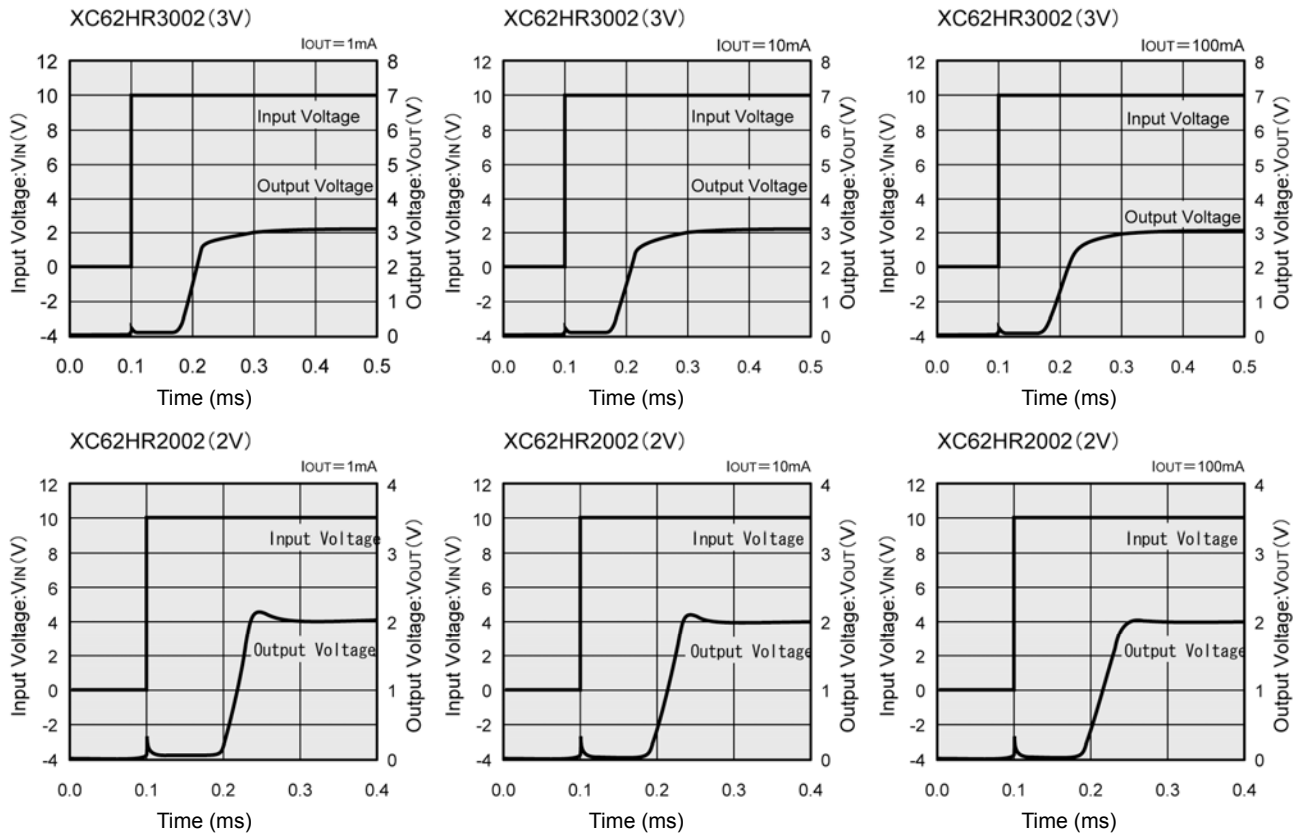 XC62HR3002(3V)
IOUT=1mA
Input Voltage:VIN(V)
12
10
8
6
4
2
0
-2
-4
Input Voltage
Output Voltage
8
7
6
5
4
3
2
1
0
Output Voltage:VOUT(V)
0.0 0.1 0.2 0.3 0.4 0.5
Time (ms)
XC62HR3002(3V)
IOUT=10mA
Input Voltage:VIN(V)
12
10
8
6
4
2
0
-2
-4
Input Voltage
Output Voltage
8
7
6
5
4
3
2
1
0
Output Voltage:VOUT(V)
0.0 0.1 0.2 0.3 0.4 0.5
Time (ms)
XC62HR3002(3V)
IOUT=100mA
Input Voltage:VIN(V)
12
10
8
6
4
2
0
-2
-4
Input Voltage
Output Voltage
8
7
6
5
4
3
2
1
0
Output Voltage:VOUT(V)
0.0 0.1 0.2 0.3 0.4 0.5
Time (ms)
XC62HR2002(2V)
IOUT=1mA
Input Voltage:VIN(V)
12
10
8
6
4
2
0
-2
-4
Input Voltage
Output Voltage
4
3
2
1
0
Output Voltage:VOUT(V)
0.0 0.1 0.2 0.3 0.4
Time (ms)
XC62HR2002(2V)
IOUT=10mA
Input Voltage:VIN(V)
12
10
8
6
4
2
0
-2
-4
Input Voltage
Output Voltage
4
3
2
1
0
Output Voltage:VOUT(V)
0.0 0.1 0.2 0.3 0.4
Time (ms)
XC62HR2002(2V)
IOUT=100mA
Input Voltage:VIN(V)
12
10
8
6
4
2
0
-2
-4
Input Voltage
Output Voltage
4
3
2
1
0
Output Voltage:VOUT(V)
0.0 0.1 0.2 0.3 0.4
Time (ms)